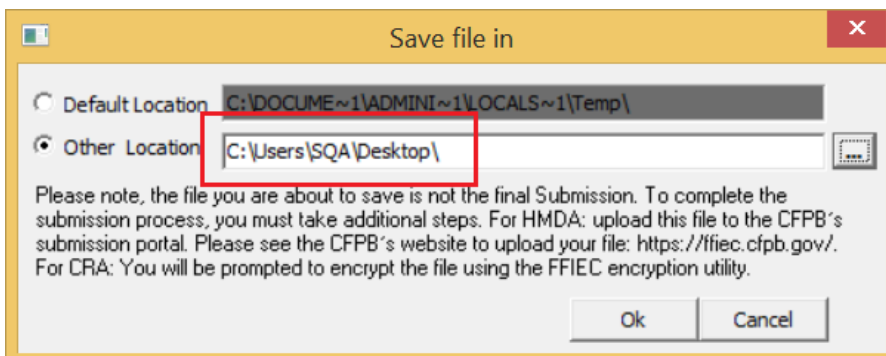 Save file in
Default Location C:\DOCUME~1\ADMINI~1\LOCALS~1\Temp\
Other Location C:\Users\SQA\Desktop\ ...
Please note, the file you are about to save is not the final Submission. To complete the
submission process, you must take additional steps. For HMDA: upload this file to the CFPB´s
submission portal. Please see the CFPB´s website to upload your file: https://ffiec.cfpb.gov/.
For CRA: You will be prompted to encrypt the file using the FFIEC encryption utility.
Ok Cancel